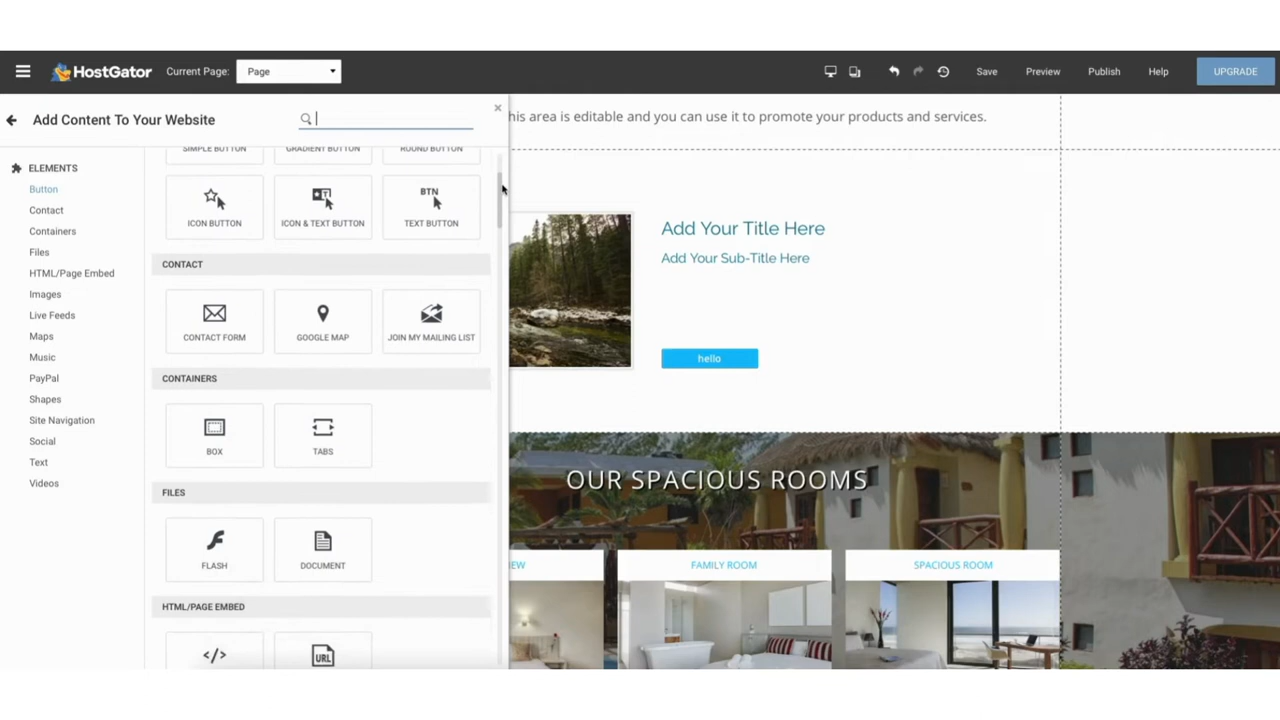 HostGator
Current Page:
Page
Save
Preview
Publish
Help
UPGRADE
Add Content To Your Website
ELEMENTS
Button
Contact
Containers
Files
HTML/Page Embed
Images
Live Feeds
Maps
Music
PayPal
Shapes
Site Navigation
Social
Text
Videos
SIMPLE BUTTON
GRADIENT BUTTON
ROUND BUTTON
BTN
ICON BUTTON
ICON & TEXT BUTTON
TEXT BUTTON
CONTACT
CONTACT FORM
GOOGLE MAP
JOIN MY MAILING LIST
CONTAINERS
BOX
TABS
FILES
FLASH
DOCUMENT
HTML/PAGE EMBED
</>
URL
his area is editable and you can use it to promote your products and services.
Add Your Title Here
Add Your Sub-Title Here
hello
OUR SPACIOUS ROOMS
EW
FAMILY ROOM
SPACIOUS ROOM